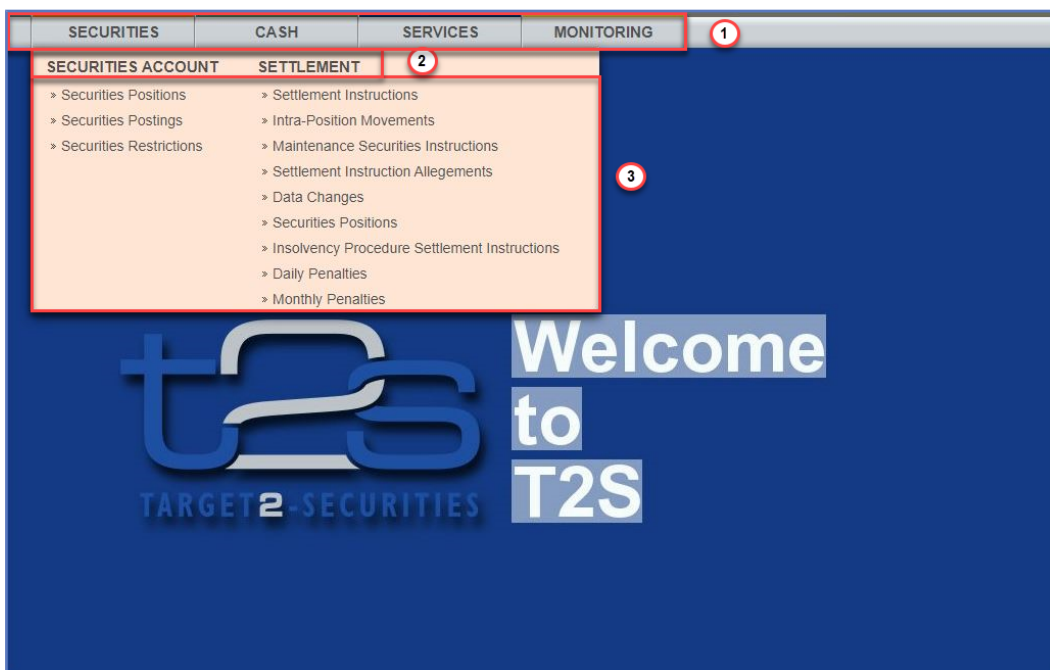 SECURITIES CASH SERVICES MONITORING 1
SECURITIES ACCOUNT SETTLEMENT 2
» Securities Positions
» Securities Postings
» Securities Restrictions
» Settlement Instructions
» Intra-Position Movements
» Maintenance Securities Instructions
» Settlement Instruction Allegements
» Data Changes
» Securities Positions
» Insolvency Procedure Settlement Instructions
» Daily Penalties
» Monthly Penalties
3
t2s
TARGET2-SECURITIES
Welcome
to
T2S